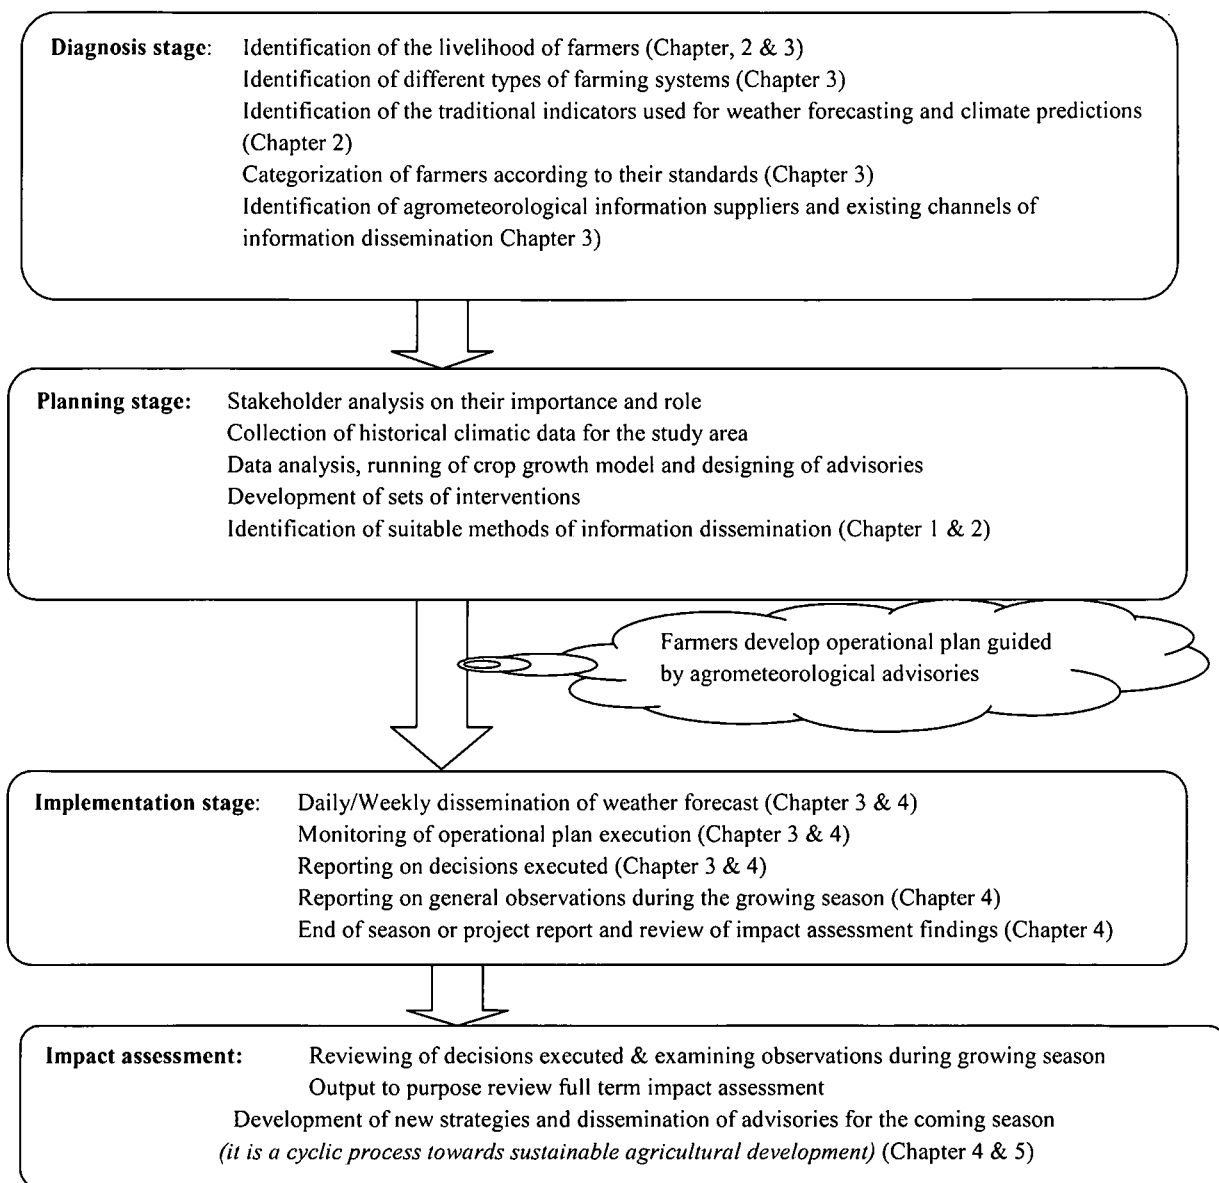 Diagnosis stage: Identification of the livelihood of farmers (Chapter, 2 & 3)
Identification of different types of farming systems (Chapter 3)
Identification of the traditional indicators used for weather forecasting and climate predictions
(Chapter 2)
Categorization of farmers according to their standards (Chapter 3)
Identification of agrometeorological information suppliers and existing channels of
information dissemination Chapter 3)
Planning stage: Stakeholder analysis on their importance and role
Collection of historical climatic data for the study area
Data analysis, running of crop growth model and designing of advisories
Development of sets of interventions
Identification of suitable methods of information dissemination (Chapter 1 & 2)
Farmers develop operational plan guided
by agrometeorological advisories
Implementation stage: Daily/Weekly dissemination of weather forecast (Chapter 3 & 4)
Monitoring of operational plan execution (Chapter 3 & 4)
Reporting on decisions executed (Chapter 3 & 4)
Reporting on general observations during the growing season (Chapter 4)
End of season or project report and review of impact assessment findings (Chapter 4)
Impact assessment: Reviewing of decisions executed & examining observations during growing season
Output to purpose review full term impact assessment
Development of new strategies and dissemination of advisories for the coming season
(it is a cyclic process towards sustainable agricultural development) (Chapter 4 & 5)